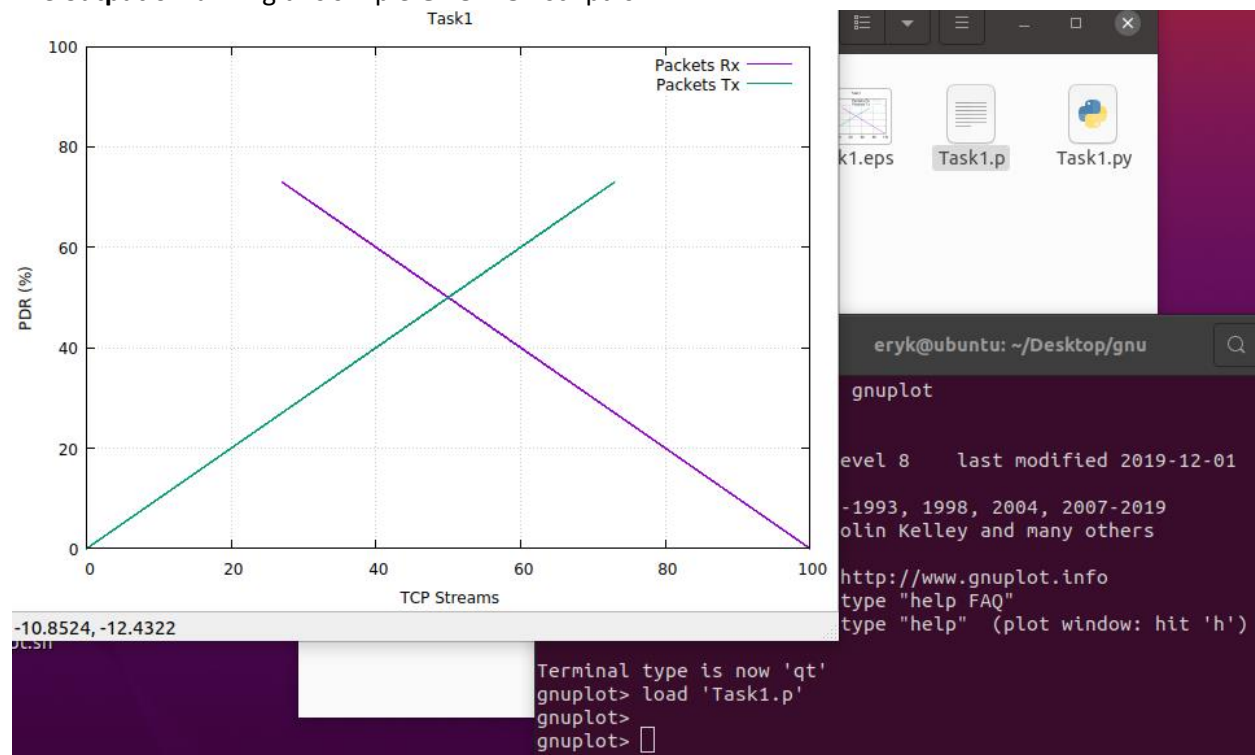 Task1
100
Packets Rx
Packets Tx
80
60
40
20
0
PDR (%)
0 20 40 60 80 100
TCP Streams
-10.8524, -12.4322
k1.eps
Task1.p
Task1.py
eryk@ubuntu: ~/Desktop/gnu
gnuplot
evel 8 last modified 2019-12-01
-1993, 1998, 2004, 2007-2019
olin Kelley and many others
http://www.gnuplot.info
type "help FAQ"
type "help" (plot window: hit 'h')
Terminal type is now 'qt'
gnuplot> load 'Task1.p'
gnuplot>
gnuplot>